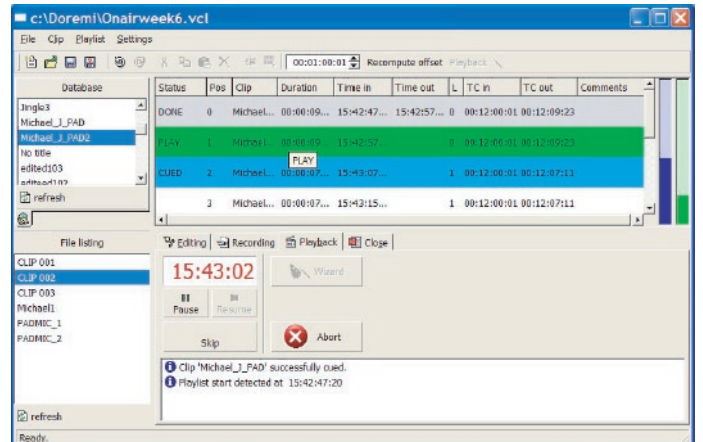 c:\Doremi\Onairweek6.vcl
File Clip Playlist Settings
00:01:00:01 Recompute offset Playback
Database
Jingle3
Michael_J_PAD
Michael_J_PAD2
No title
edited103
edited102
refresh
Status Pos Clip Duration Time in Time out L TC in TC out Comments
DONE 0 Michael... 00:00:09... 15:42:47... 15:42:57... 0 00:12:00:01 00:12:09:23
PLAY 1 Michael... 00:00:09... 15:42:57... 0 00:12:00:01 00:12:09:23
PLAY
CUED 2 Michael... 00:00:07... 15:43:07... 1 00:12:00:01 00:12:07:11
3 Michael... 00:00:07... 15:43:15... 1 00:12:00:01 00:12:07:11
File listing
CLIP 001
CLIP 002
CLIP 003
Michael1
PADMIC_1
PADMIC_2
refresh
Editing Recording Playback Close
15:43:02
Wizard
Pause Resume
Skip
Abort
Clip 'Michael_J_PAD' successfully cued.
Playlist start detected at 15:42:47:20
Ready.